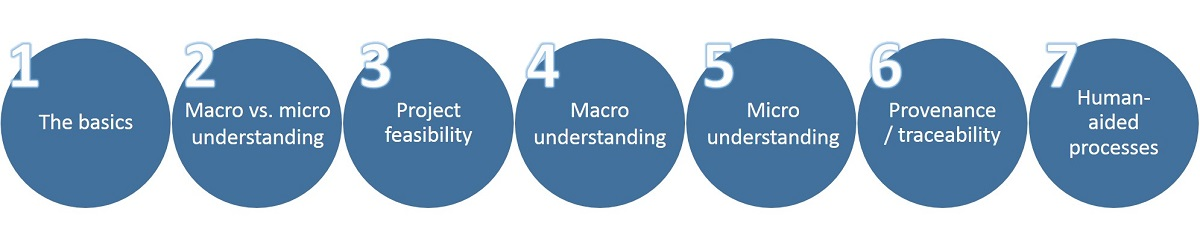 1
The basics
2
Macro vs. micro
understanding
3
Project
feasibility
4
Macro
understanding
5
Micro
understanding
6
Provenance
/ traceability
7
Human-
aided
processes